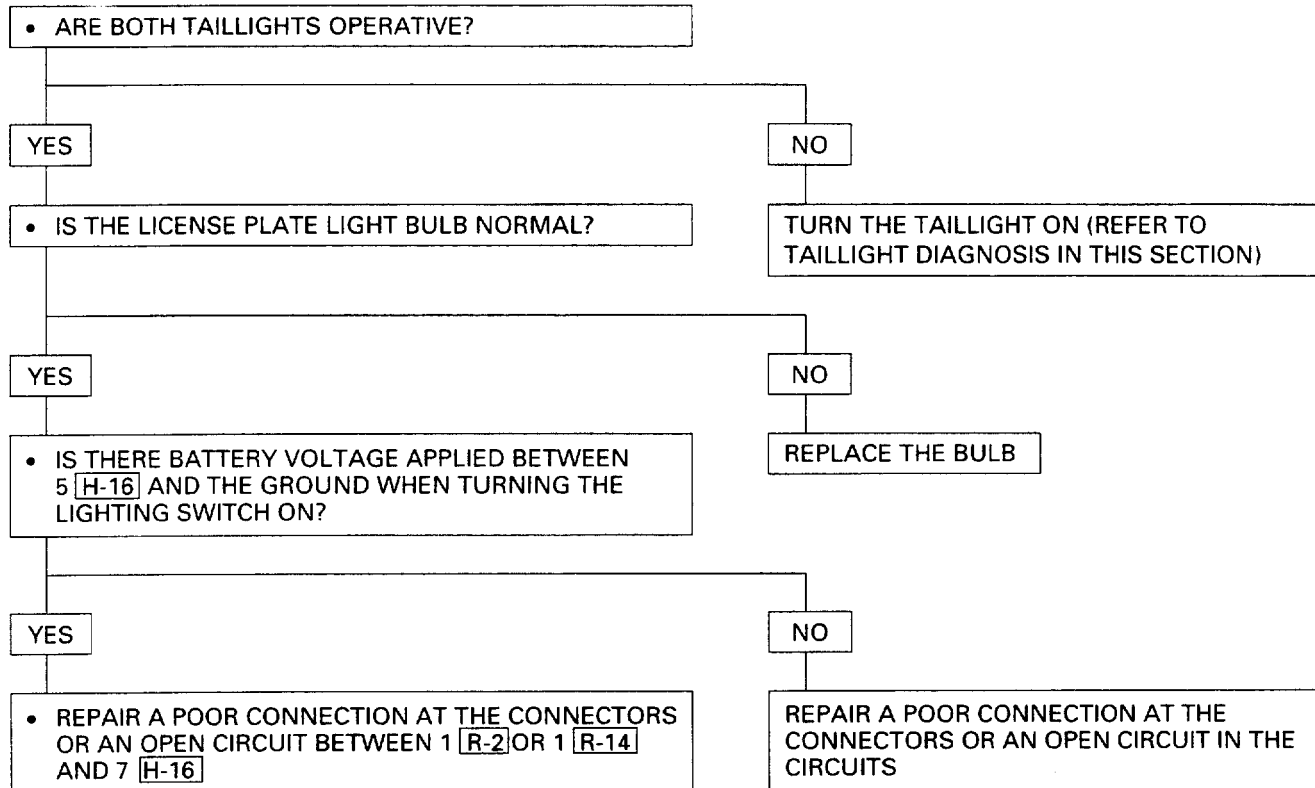 • ARE BOTH TAILLIGHTS OPERATIVE?
YES
NO
• IS THE LICENSE PLATE LIGHT BULB NORMAL?
TURN THE TAILLIGHT ON (REFER TO
TAILLIGHT DIAGNOSIS IN THIS SECTION)
YES
NO
• IS THERE BATTERY VOLTAGE APPLIED BETWEEN
5 H-16 AND THE GROUND WHEN TURNING THE
LIGHTING SWITCH ON?
REPLACE THE BULB
YES
NO
• REPAIR A POOR CONNECTION AT THE CONNECTORS
OR AN OPEN CIRCUIT BETWEEN 1 R-2 OR 1 R-14
AND 7 H-16
REPAIR A POOR CONNECTION AT THE
CONNECTORS OR AN OPEN CIRCUIT IN THE
CIRCUITS